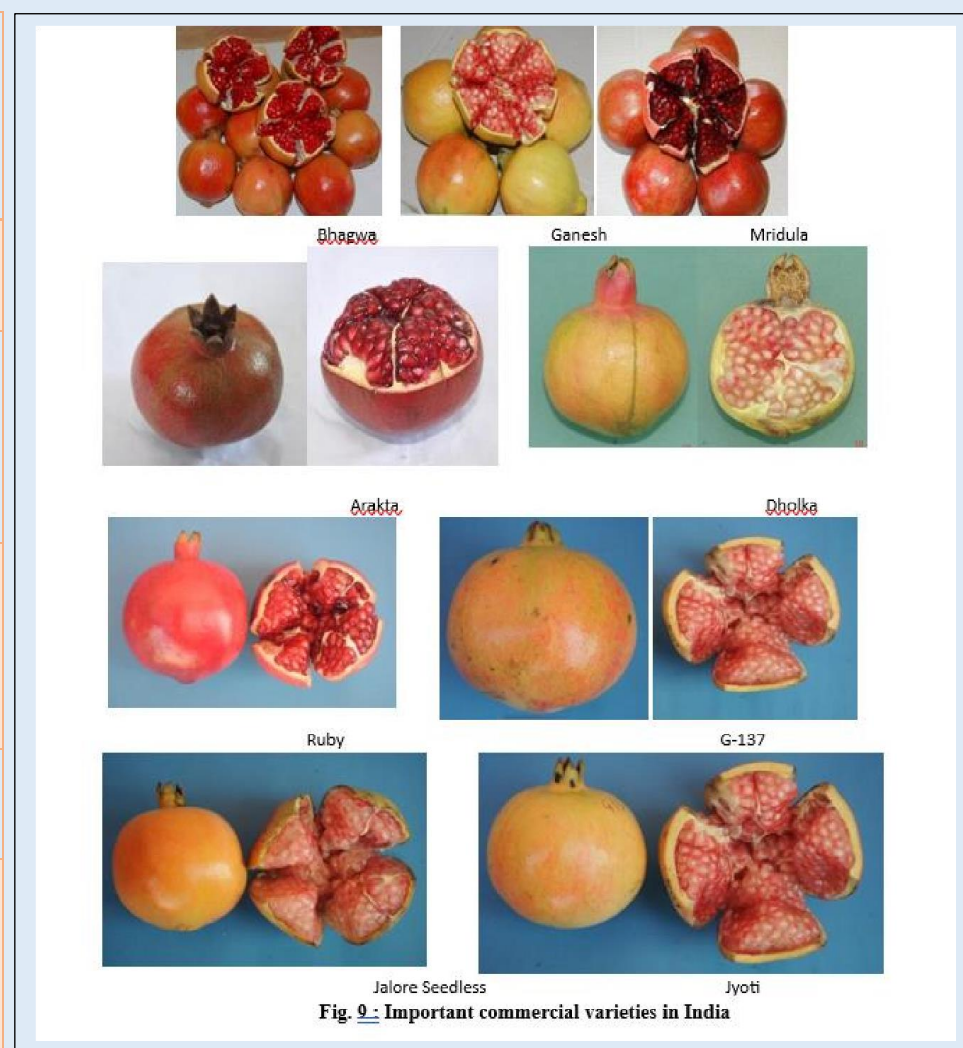 Bhagwa Ganesh Mridula
Arakta Dholka
Ruby G-137
Jalore Seedless Jyoti
Fig. 9 : Important commercial varieties in India